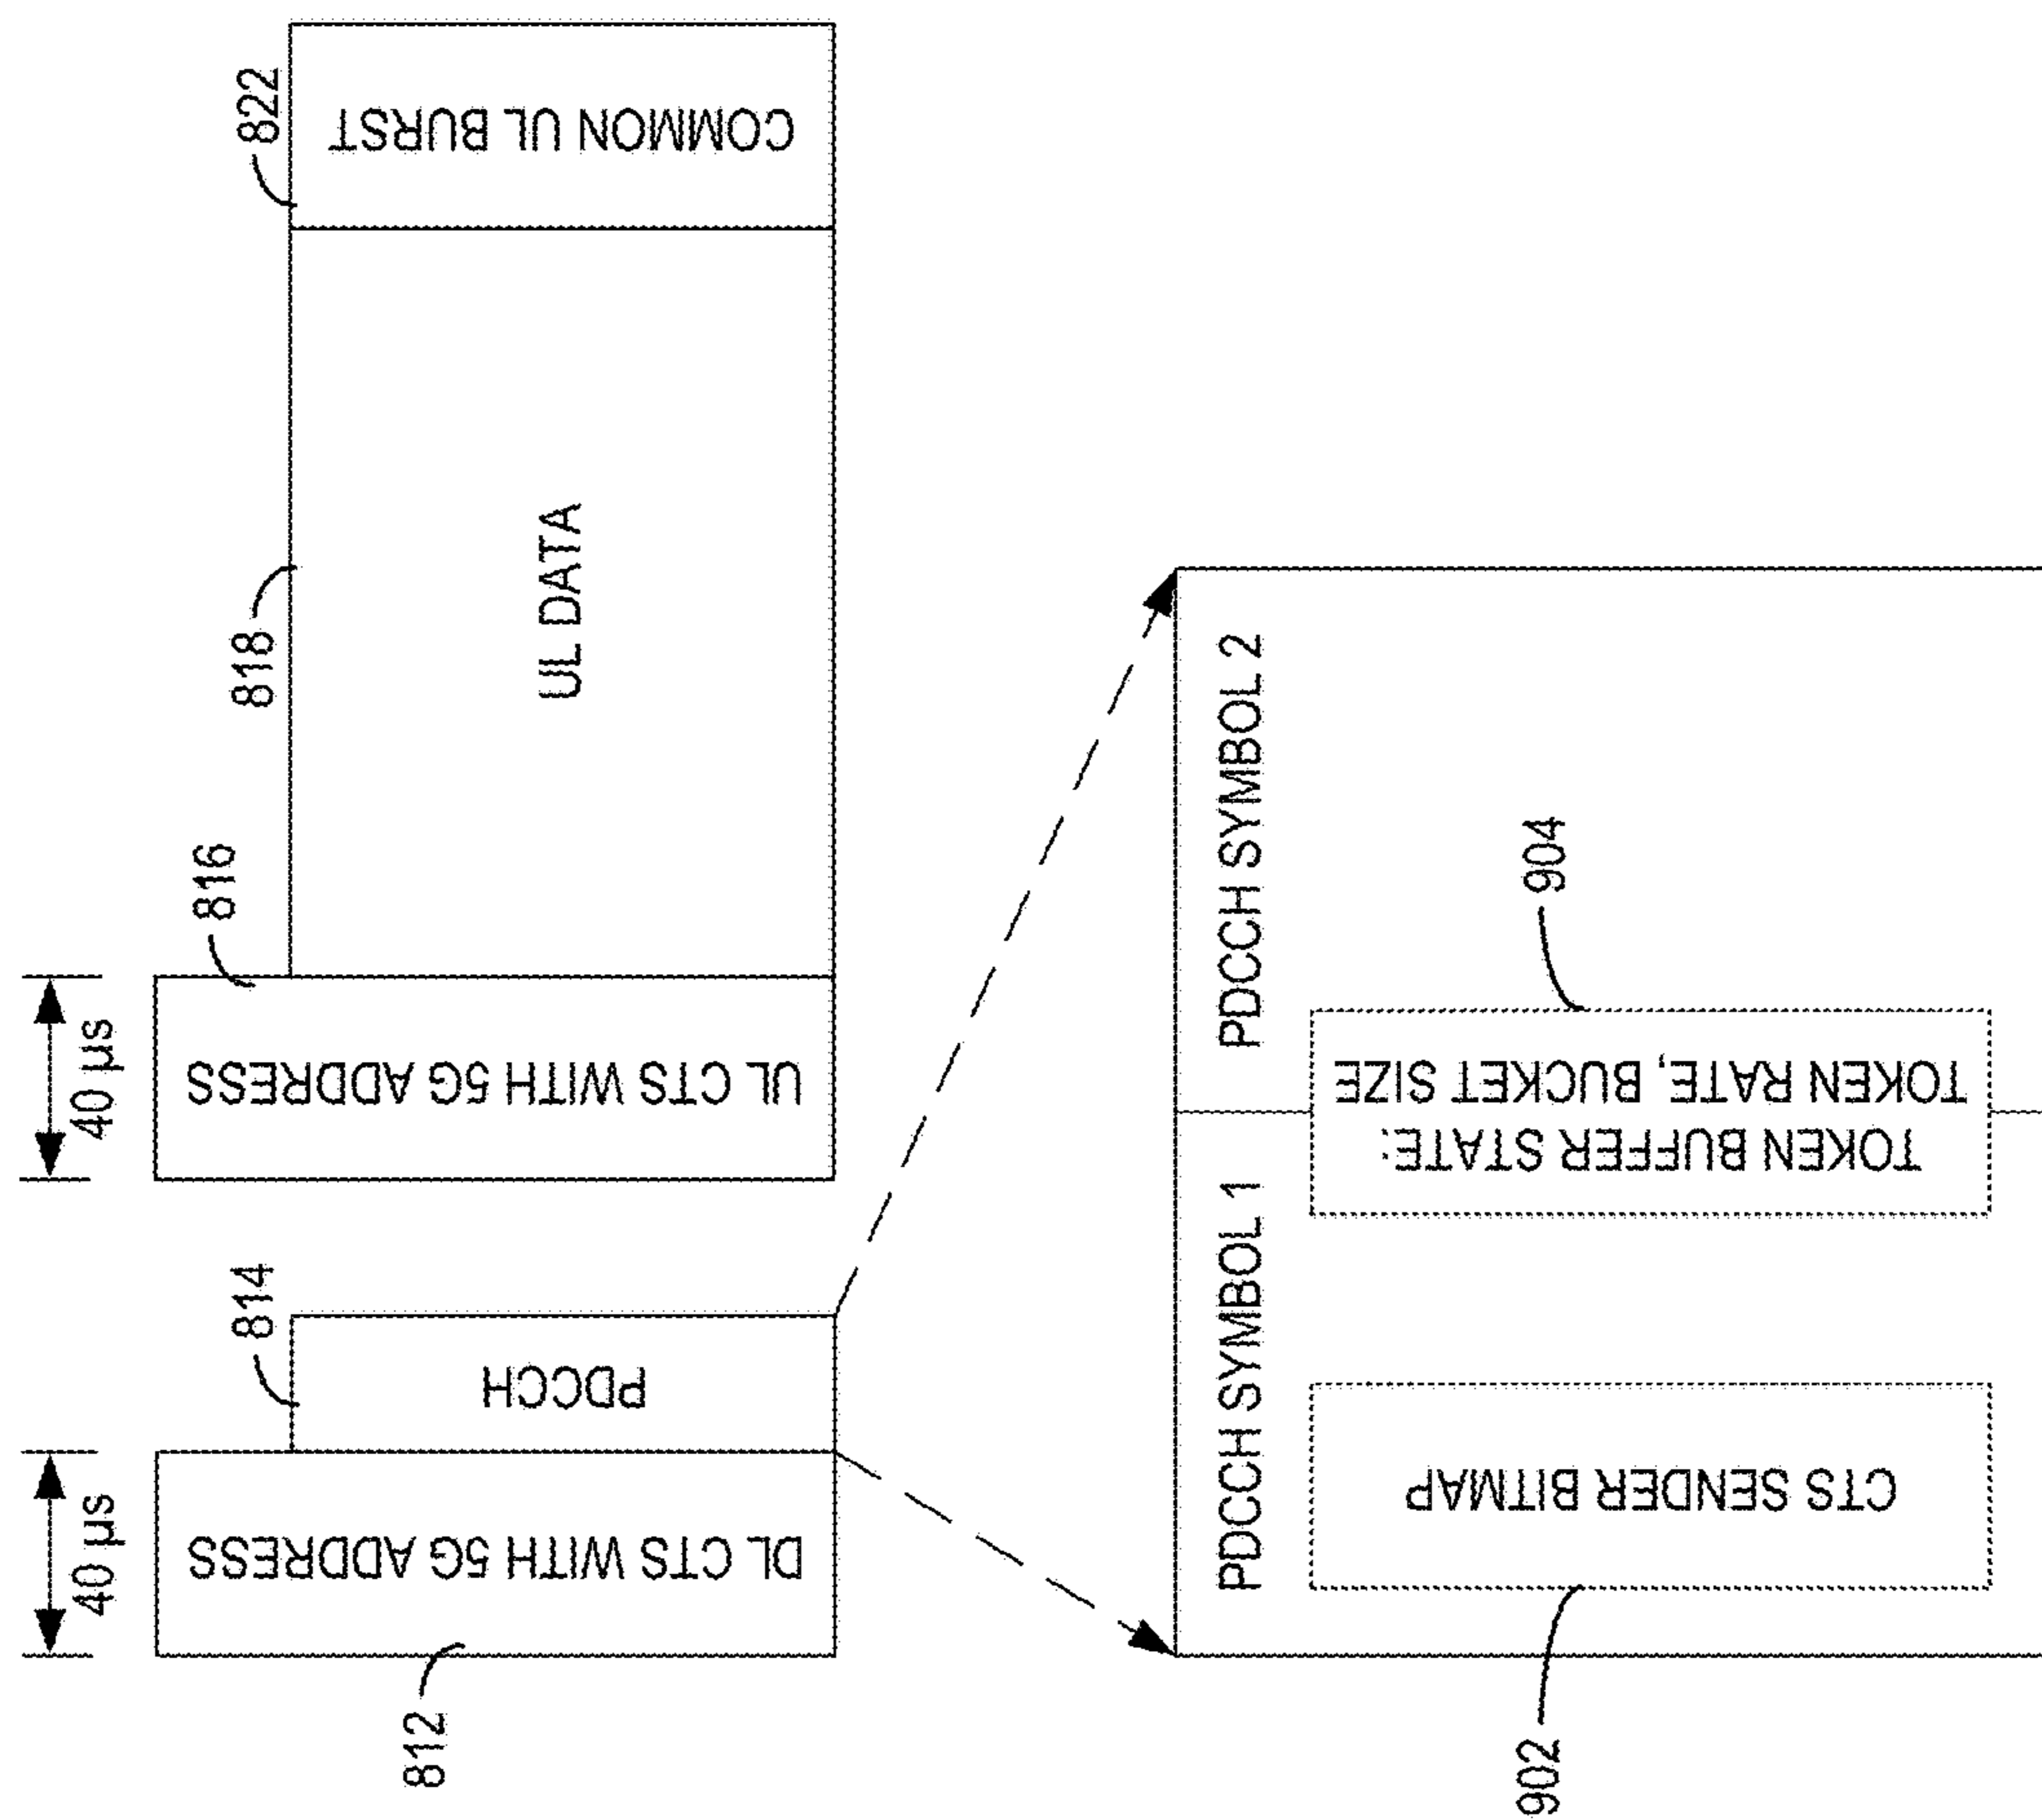 40 µs
40 µs
812
DL CTS WITH 5G ADDRESS
814
PDCCH
816
UL CTS WITH 5G ADDRESS
818
UL DATA
822
COMMON UL BURST
PDCCH SYMBOL 1
PDCCH SYMBOL 2
902
CTS SENDER BITMAP
TOKEN BUFFER STATE:
TOKEN RATE, BUCKET SIZE
904